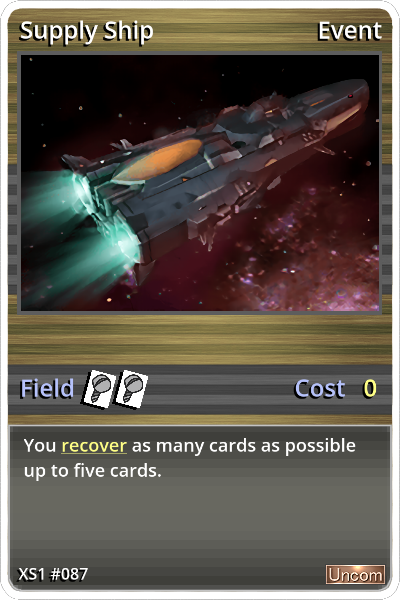 Supply Ship Event
Field Cost 0
You recover as many cards as possible
up to five cards.
XS1 #087 Uncom